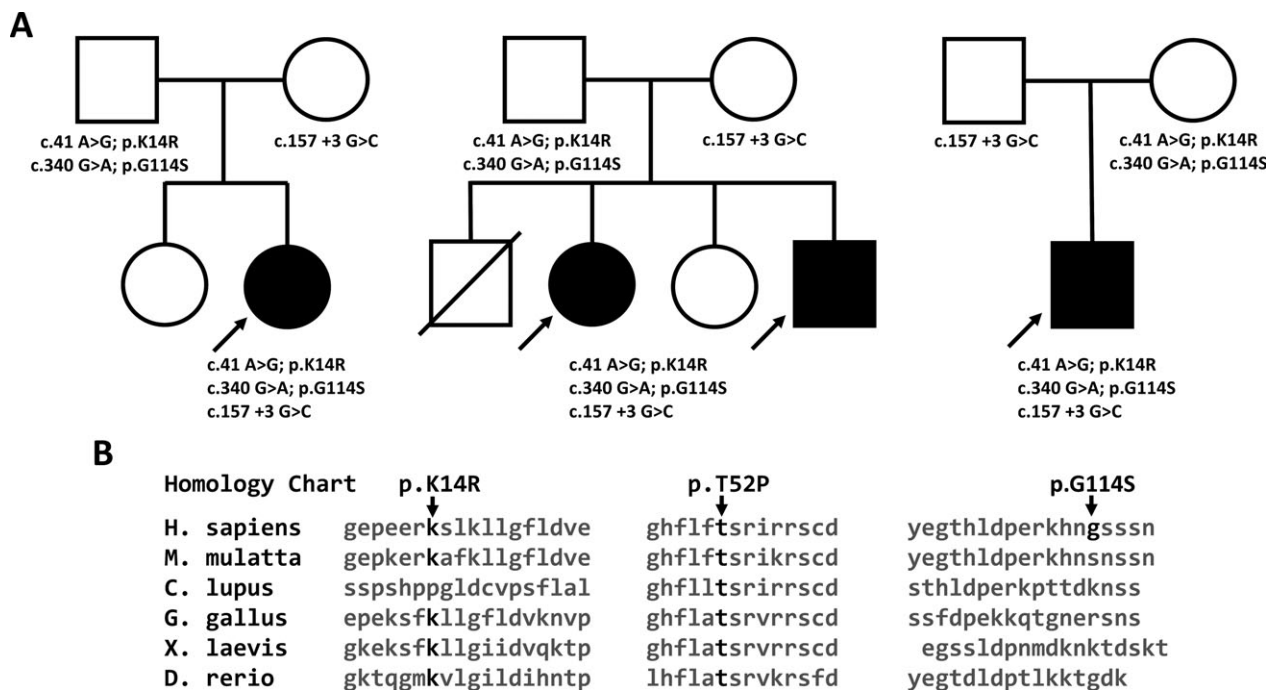 A
c.41 A>G; p.K14R
c.340 G>A; p.G114S
c.157 +3 G>C
c.41 A>G; p.K14R
c.340 G>A; p.G114S
c.157 +3 G>C
c.157 +3 G>C
c.41 A>G; p.K14R
c.340 G>A; p.G114S
c.41 A>G; p.K14R
c.340 G>A; p.G114S
c.157 +3 G>C
c.41 A>G; p.K14R
c.340 G>A; p.G114S
c.157 +3 G>C
c.41 A>G; p.K14R
c.340 G>A; p.G114S
c.157 +3 G>C
B
Homology Chart p.K14R p.T52P p.G114S
H. sapiens gepeerkslkllgfldve ghflftsrirrscd yegthldperkhngsssn
M. mulatta gepkerkafkllgfldve ghflftsrikrscd yegthldperkhnsnssn
C. lupus sspshppgldcvpsflal ghflltsrirrscd sthldperkpttdknss
G. gallus epeksfkllgfldvknvp ghflatsrvrrscd ssfdpekkqtgnersns
X. laevis gkeksfkllgiidvqktp ghflatsrvrrscd egssldpnmdknktdskt
D. rerio gktqgmkvlgildihntp lhflatsrvkrsfd yegtdldptlkktgdk